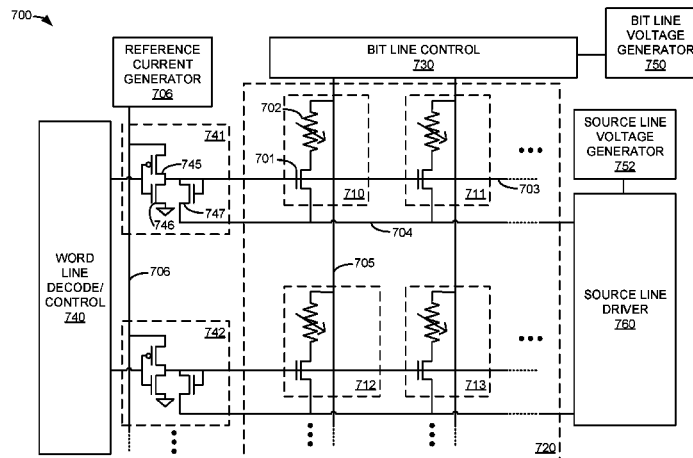 700
REFERENCE
CURRENT
GENERATOR
706
BIT LINE CONTROL
730
BIT LINE
VOLTAGE
GENERATOR
750
SOURCE LINE
VOLTAGE
GENERATOR
752
WORD
LINE
DECODE/
CONTROL
740
741
745
746
747
702
701
710
711
703
704
705
706
742
712
713
720
SOURCE LINE
DRIVER
760